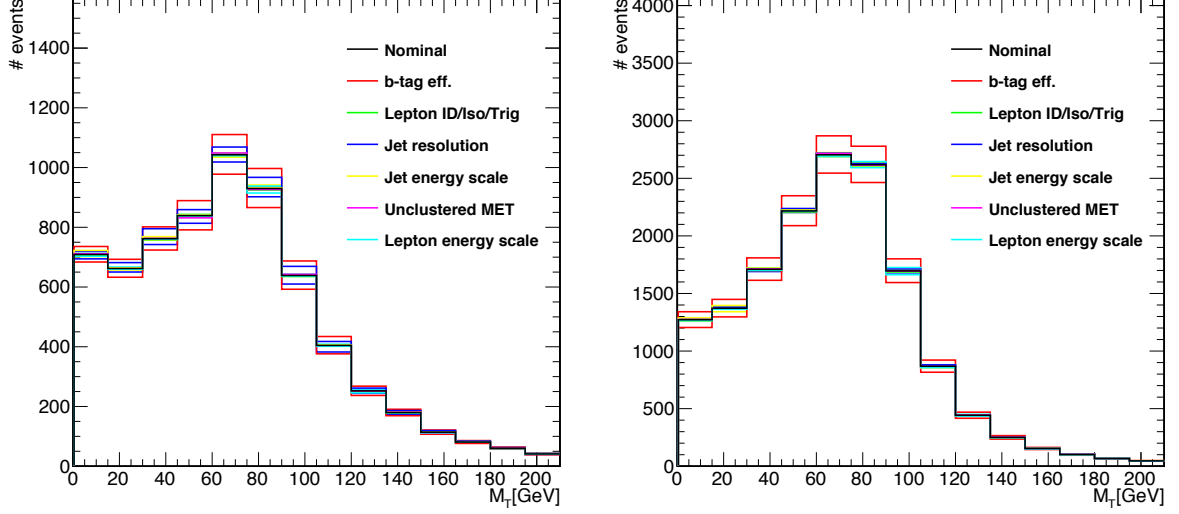 # events
1400
1200
1000
800
600
400
200
0
Nominal
b-tag eff.
Lepton ID/Iso/Trig
Jet resolution
Jet energy scale
Unclustered MET
Lepton energy scale
0 20 40 60 80 100 120 140 160 180 200
M_T[GeV]
# events
4000
3500
3000
2500
2000
1500
1000
500
0
Nominal
b-tag eff.
Lepton ID/Iso/Trig
Jet resolution
Jet energy scale
Unclustered MET
Lepton energy scale
0 20 40 60 80 100 120 140 160 180 200
M_T[GeV]